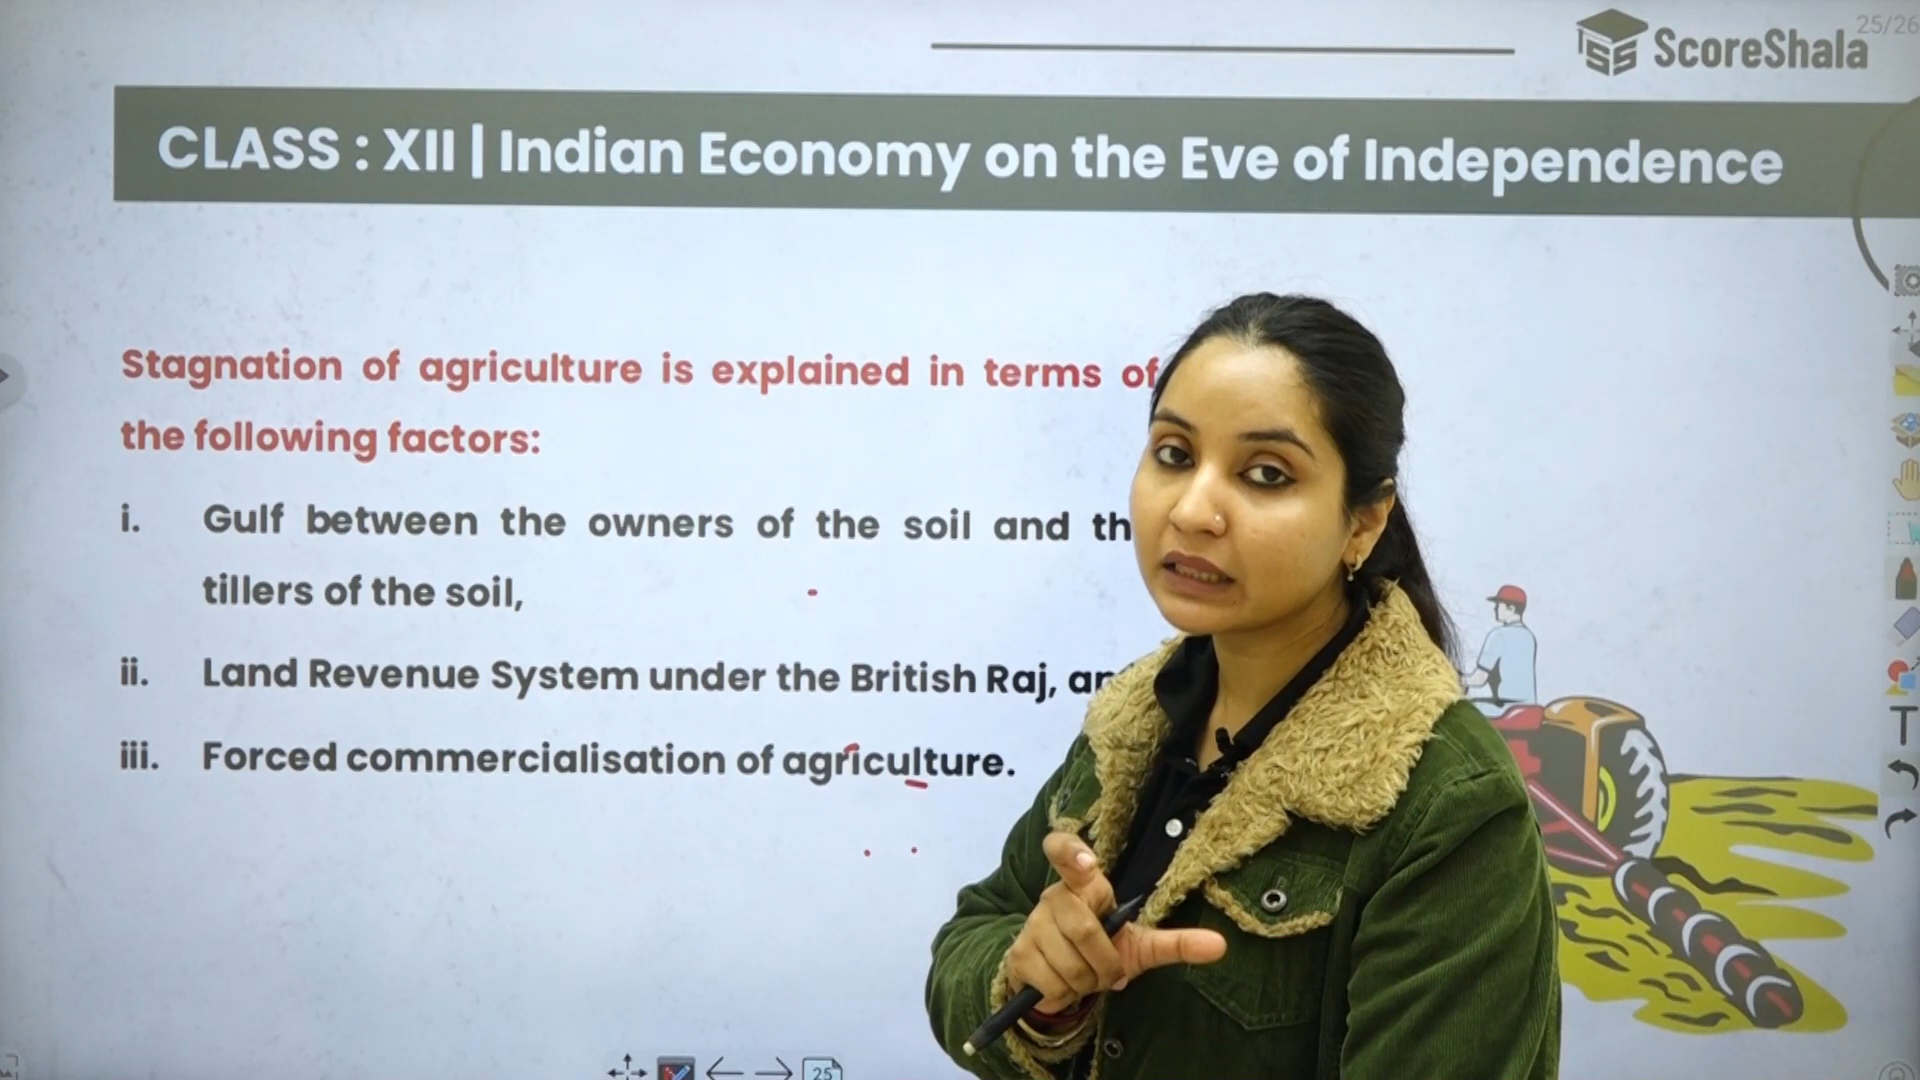 25/26
SS ScoreShala
CLASS : XII | Indian Economy on the Eve of Independence
Stagnation of agriculture is explained in terms of
the following factors:
i. Gulf between the owners of the soil and th
tillers of the soil,
ii. Land Revenue System under the British Raj,
iii. Forced commercialisation of agriculture.
T
25